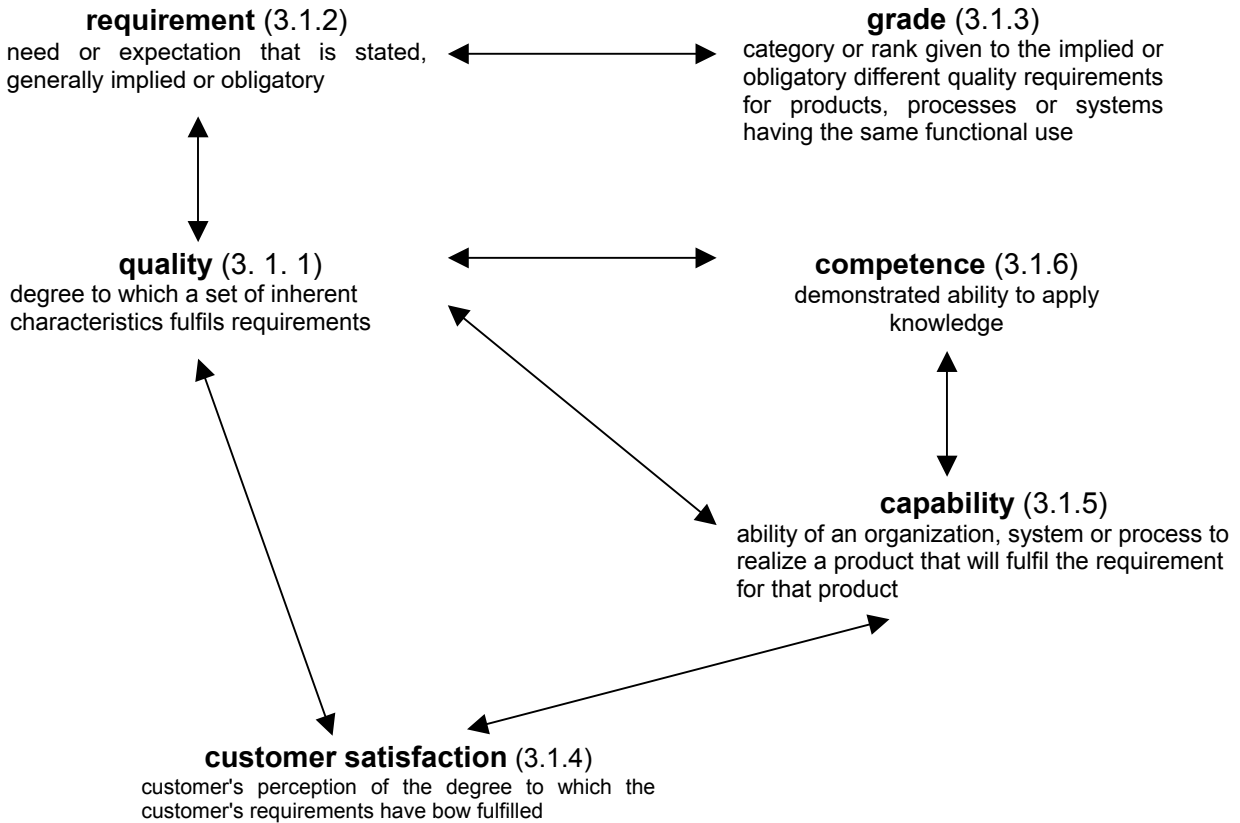 requirement (3.1.2)
need or expectation that is stated,
generally implied or obligatory
grade (3.1.3)
category or rank given to the implied or
obligatory different quality requirements
for products, processes or systems
having the same functional use
quality (3. 1. 1)
degree to which a set of inherent
characteristics fulfils requirements
competence (3.1.6)
demonstrated ability to apply
knowledge
capability (3.1.5)
ability of an organization, system or process to
realize a product that will fulfil the requirement
for that product
customer satisfaction (3.1.4)
customer's perception of the degree to which the
customer's requirements have bow fulfilled